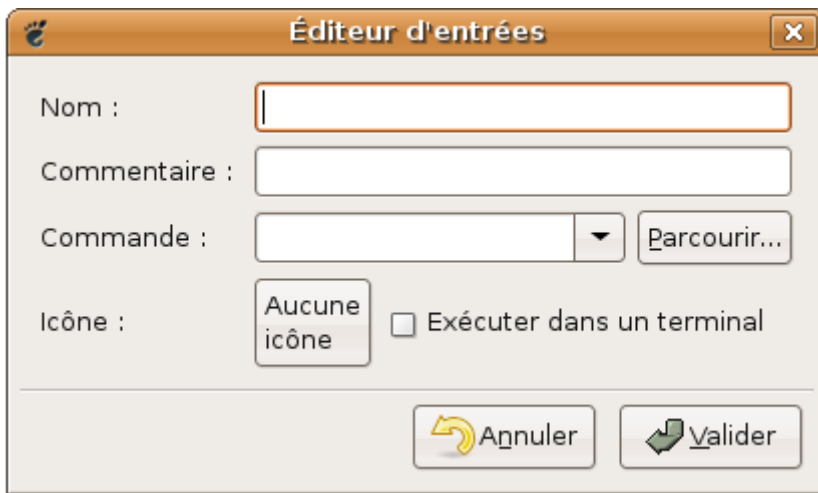 Éditeur d'entrées
Nom :
Commentaire :
Commande :
Parcourir...
Icône :
Aucune
icône
Exécuter dans un terminal
Annuler
Valider